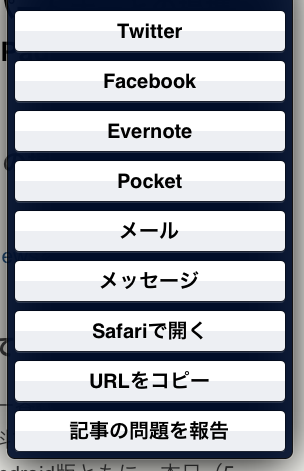 Twitter
Facebook
Evernote
Pocket
メール
メッセージ
Safariで開く
URLをコピー
記事の問題を報告